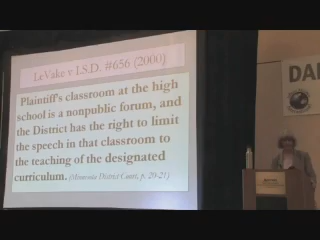 LeVake v I.S.D. #656 (2000)
Plaintiff's classroom at the high
school is a nonpublic forum, and
the District has the right to limit
the speech in that classroom to
the teaching of the designated
curriculum. (Minnesota District Court, p. 20-21)
DA